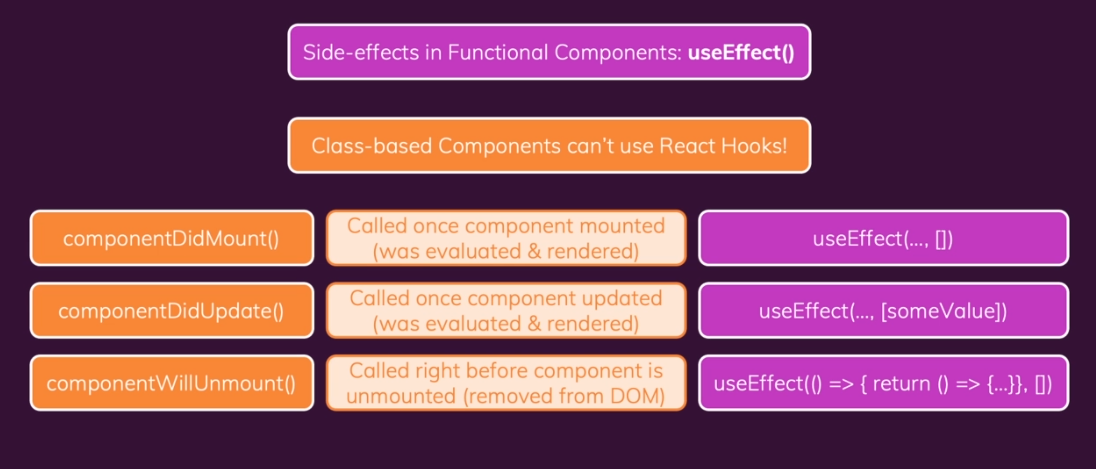 Side-effects in Functional Components: useEffect()
Class-based Components can't use React Hooks!
componentDidMount()
Called once component mounted
(was evaluated & rendered)
useEffect(..., [])
componentDidUpdate()
Called once component updated
(was evaluated & rendered)
useEffect(..., [someValue])
componentWillUnmount()
Called right before component is
unmounted (removed from DOM)
useEffect(() => { return () => {...}}, [])